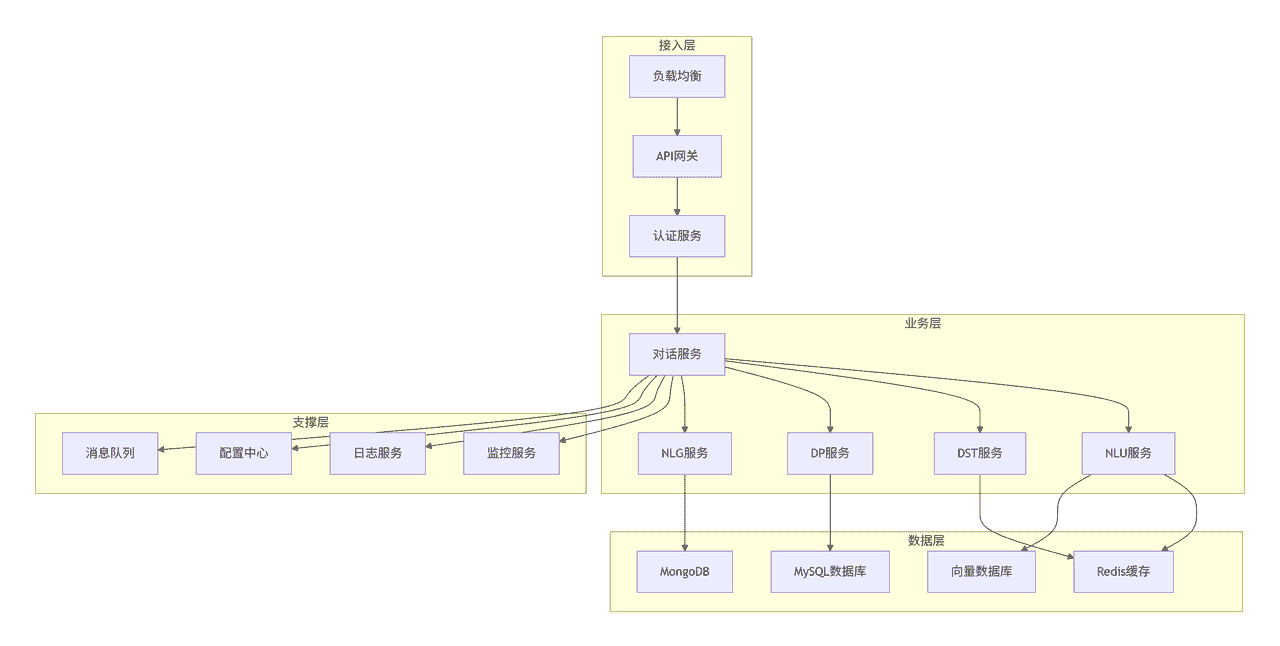 接入层
负载均衡
API网关
认证服务
业务层
对话服务
支撑层
消息队列
配置中心
日志服务
监控服务
NLG服务
DP服务
DST服务
NLU服务
数据层
MongoDB
MySQL数据库
向量数据库
Redis缓存